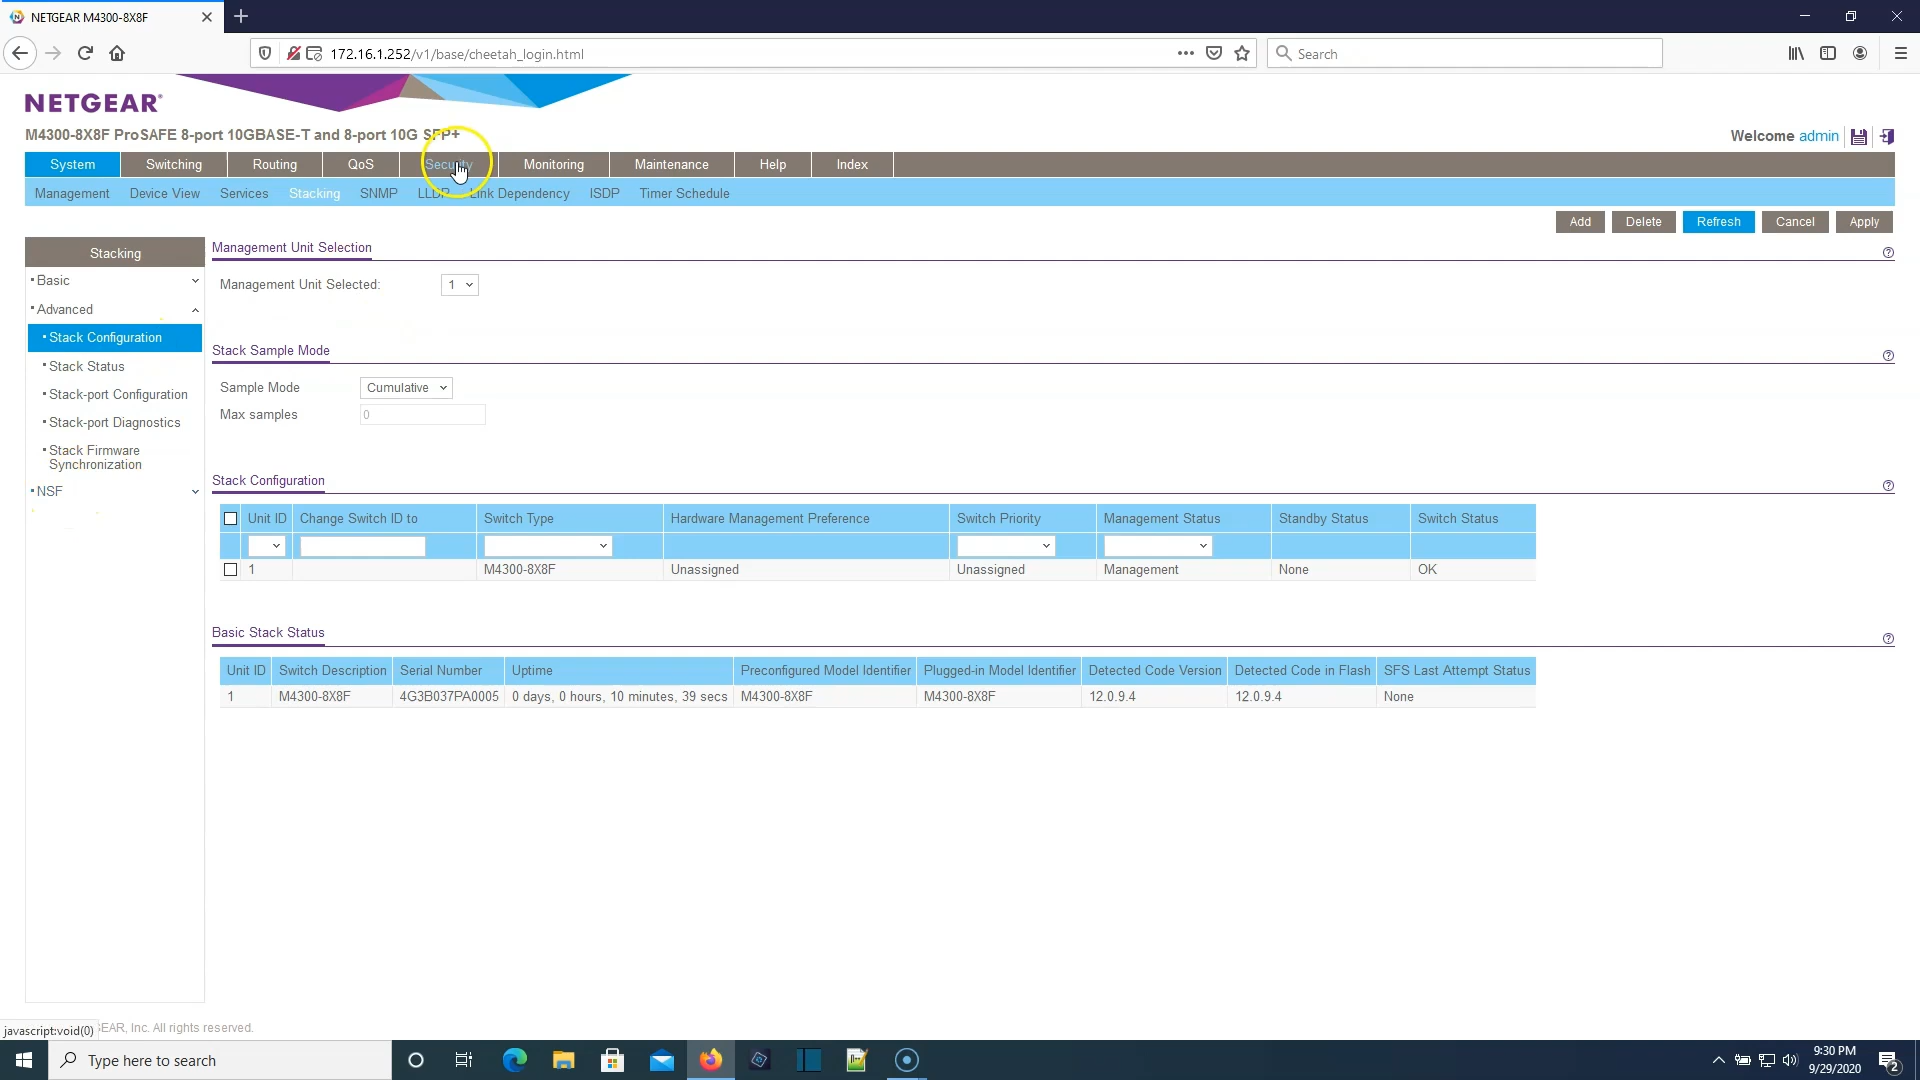 NETGEAR M4300-8X8F
172.16.1.252/v1/base/cheetah_login.html
Search
NETGEAR®
M4300-8X8F ProSAFE 8-port 10GBASE-T and 8-port 10G SFP+
Welcome admin
System Switching Routing QoS Security Monitoring Maintenance Help Index
Management Device View Services Stacking SNMP LLDP Link Dependency ISDP Timer Schedule
Add Delete Refresh Cancel Apply
Stacking
Basic
Advanced
Stack Configuration
Stack Status
Stack-port Configuration
Stack-port Diagnostics
Stack Firmware
Synchronization
NSF
Management Unit Selection
Management Unit Selected: 1
Stack Sample Mode
Sample Mode Cumulative
Max samples 0
Stack Configuration
Unit ID Change Switch ID to Switch Type Hardware Management Preference Switch Priority Management Status Standby Status Switch Status
1 M4300-8X8F Unassigned Unassigned Management None OK
Basic Stack Status
Unit ID Switch Description Serial Number Uptime Preconfigured Model Identifier Plugged-in Model Identifier Detected Code Version Detected Code in Flash SFS Last Attempt Status
1 M4300-8X8F 4G3B037PA0005 0 days, 0 hours, 10 minutes, 39 secs M4300-8X8F M4300-8X8F 12.0.9.4 12.0.9.4 None
javascript:void(0) EAR, Inc. All rights reserved.
Type here to search
9:30 PM
9/29/2020
2